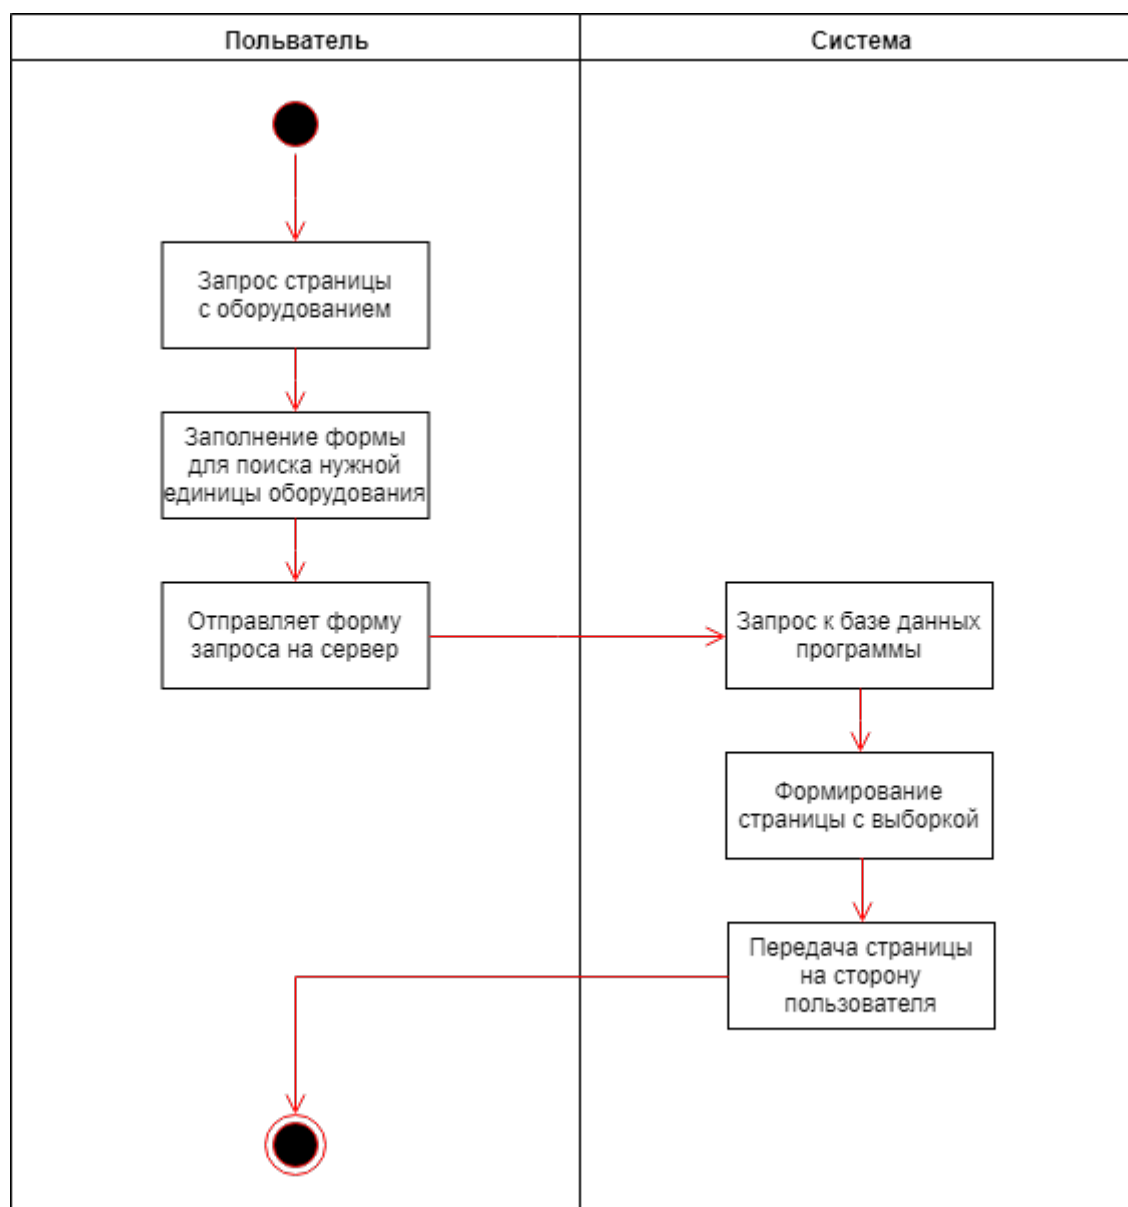 Польватель
Система
Запрос страницы
с оборудованием
Заполнение формы
для поиска нужной
единицы оборудования
Отправляет форму
запроса на сервер
Запрос к базе данных
программы
Формирование
страницы с выборкой
Передача страницы
на сторону
пользователя